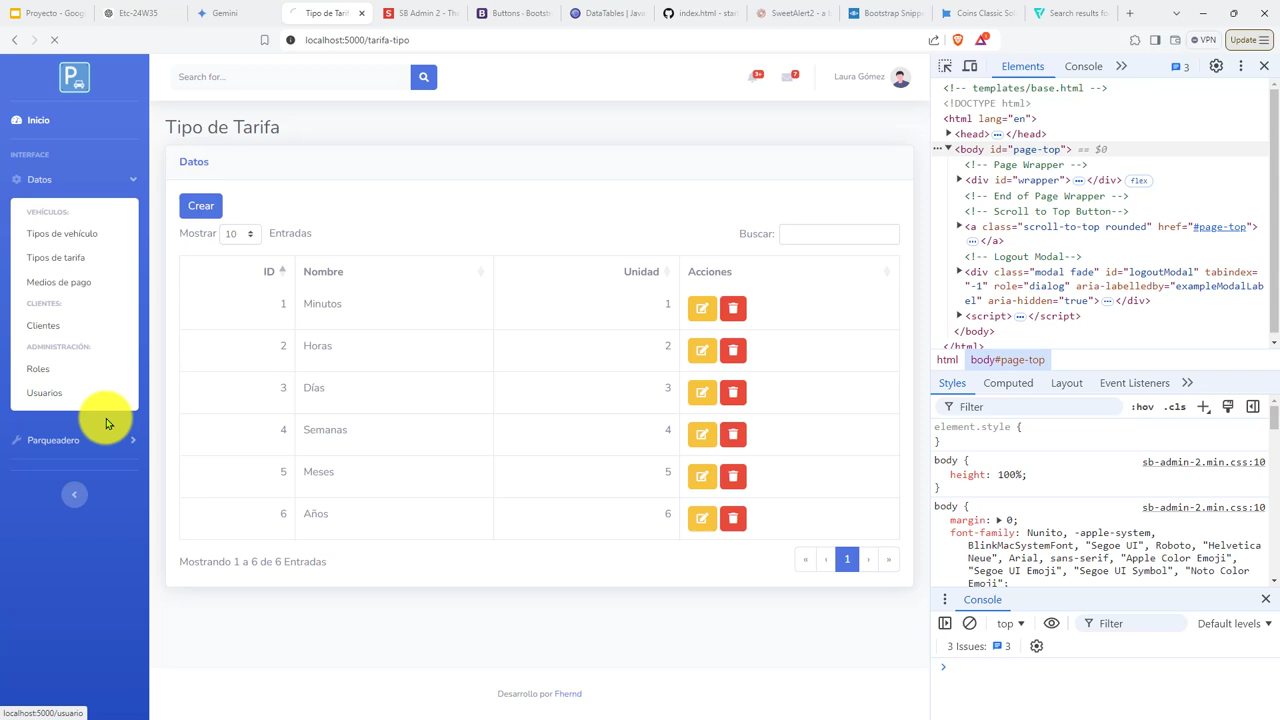 Proyecto - Goog
Etc-24W35
Gemini
Tipo de Tarif
SB Admin 2 - Th
Buttons - Bootst
DataTables | Java
index.html - star
SweetAlert2 - a b
Bootstrap Snippe
Coins Classic Sol
Search results fo
localhost:5000/tarifa-tipo
VPN
Update
P
Search for...
3+
7
Laura Gómez
Inicio
INTERFACE
Datos
VEHÍCULOS:
Tipos de vehículo
Tipos de tarifa
Medios de pago
CLIENTES:
Clientes
ADMINISTRACIÓN:
Roles
Usuarios
Parqueadero
localhost:5000/usuario
Tipo de Tarifa
Datos
Crear
Mostrar 10 Entradas
Buscar:
ID Nombre Unidad Acciones
1 Minutos 1
2 Horas 2
3 Días 3
4 Semanas 4
5 Meses 5
6 Años 6
Mostrando 1 a 6 de 6 Entradas
« ‹ 1 › »
Desarrollo por Fhernd
Elements Console 3
<!-- templates/base.html -->
<!DOCTYPE html>
<html lang="en">
<head> ··· </head>
<body id="page-top"> == $0
<!-- Page Wrapper -->
<div id="wrapper"> ··· </div> flex
<!-- End of Page Wrapper -->
<!-- Scroll to Top Button-->
<a class="scroll-to-top rounded" href="#page-top">
··· </a>
<!-- Logout Modal-->
<div class="modal fade" id="logoutModal" tabindex=
"-1" role="dialog" aria-labelledby="exampleModalLab
el" aria-hidden="true"> ··· </div>
<script> ··· </script>
</body>
</html>
html body#page-top
Styles Computed Layout Event Listeners
Filter :hov .cls
element.style {
}
body { sb-admin-2.min.css:10
height: 100%;
}
body { sb-admin-2.min.css:10
margin: 0;
font-family: Nunito, -apple-system,
BlinkMacSystemFont, "Segoe UI", Roboto, "Helvetica
Neue", Arial, sans-serif, "Apple Color Emoji",
"Segoe UI Emoji", "Segoe UI Symbol", "Noto Color
Emoji";
Console
top Filter Default levels
3 Issues: 3